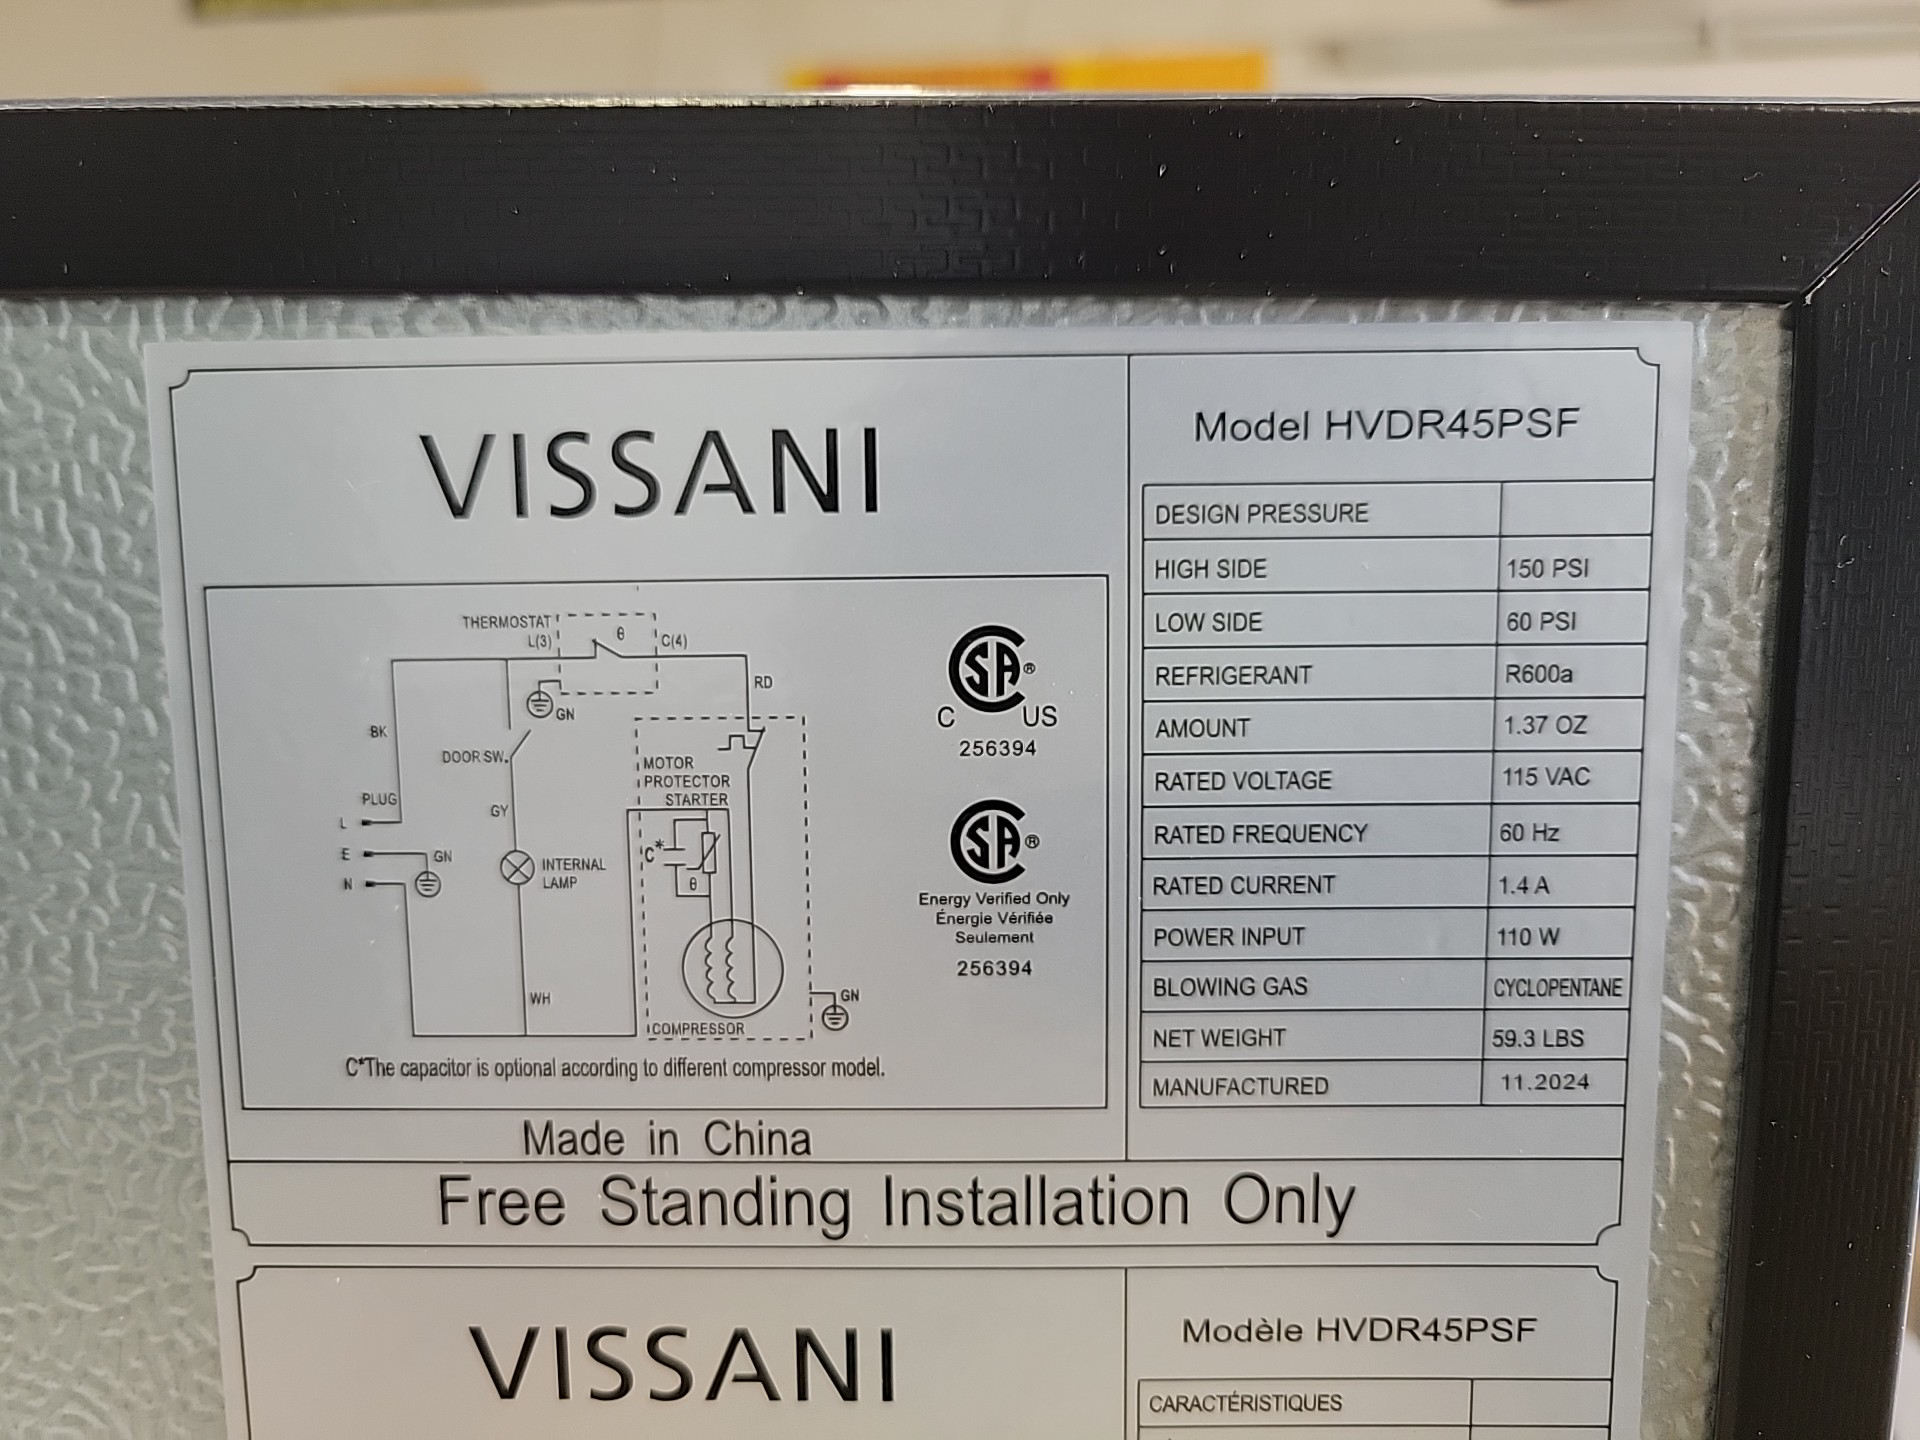 VISSANI
THERMOSTAT
L(3)
θ
C(4)
RD
GN
BK
DOOR SW.
MOTOR
PROTECTOR
STARTER
PLUG
GY
L
E
GN
N
C*
θ
INTERNAL
LAMP
WH
COMPRESSOR
GN
C*The capacitor is optional according to different compressor model.
SA®
C US
256394
SA®
Energy Verified Only
Énergie Vérifiée
Seulement
256394
Made in China
Model HVDR45PSF
DESIGN PRESSURE
HIGH SIDE 150 PSI
LOW SIDE 60 PSI
REFRIGERANT R600a
AMOUNT 1.37 OZ
RATED VOLTAGE 115 VAC
RATED FREQUENCY 60 Hz
RATED CURRENT 1.4 A
POWER INPUT 110 W
BLOWING GAS CYCLOPENTANE
NET WEIGHT 59.3 LBS
MANUFACTURED 11.2024
Free Standing Installation Only
VISSANI
Modèle HVDR45PSF
CARACTÉRISTIQUES